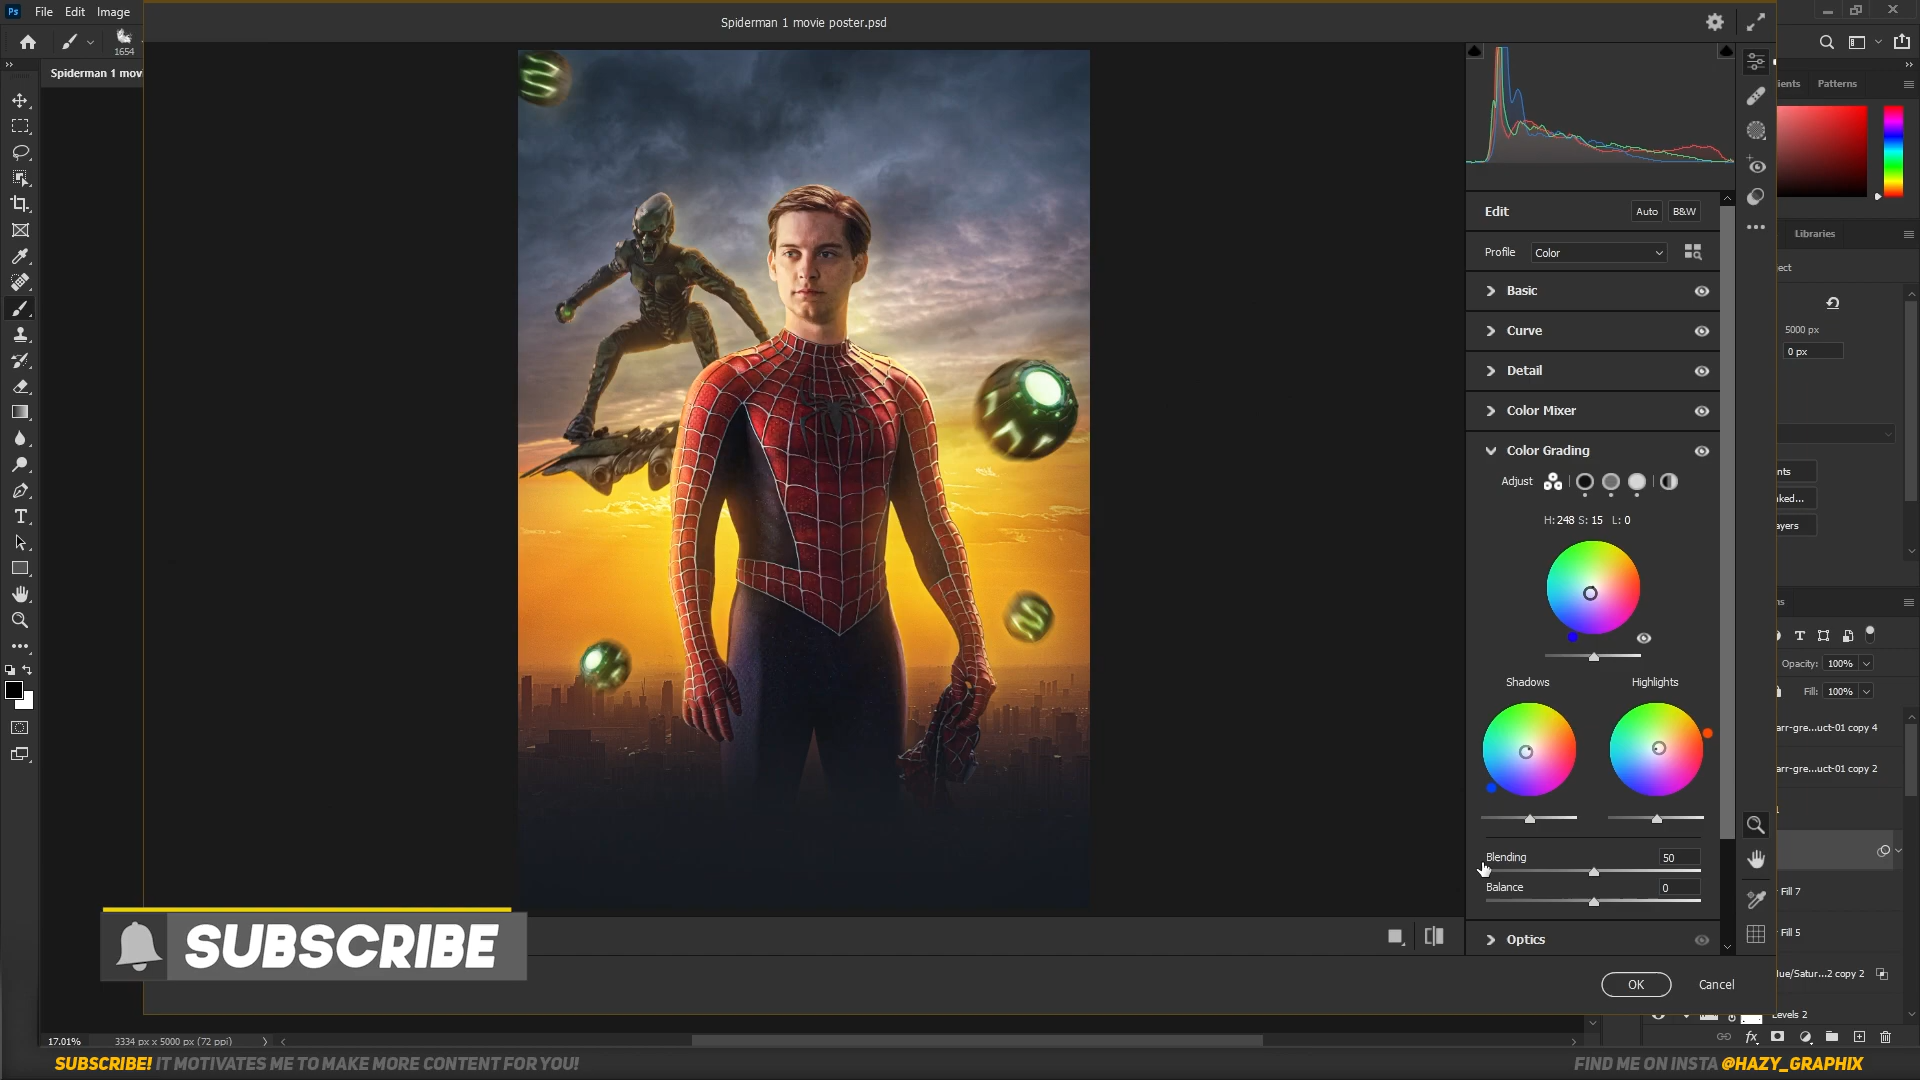 Ps File Edit Image
Spiderman 1 movie poster.psd
1654
Spiderman 1 mov
Patterns
Edit Auto B&W
Profile Color
Libraries
Basic
Curve
5000 px
0 px
Detail
Color Mixer
Color Grading
Adjust
H: 248 S: 15 L: 0
Shadows Highlights
Opacity: 100%
Fill: 100%
Blending 50
Balance 0
Fill 7
Fill 5
Optics
Levels 2
OK Cancel
SUBSCRIBE
17.01% 3334 px x 5000 px (72 ppi)
SUBSCRIBE! IT MOTIVATES ME TO MAKE MORE CONTENT FOR YOU!
FIND ME ON INSTA @HAZY_GRAPHIX